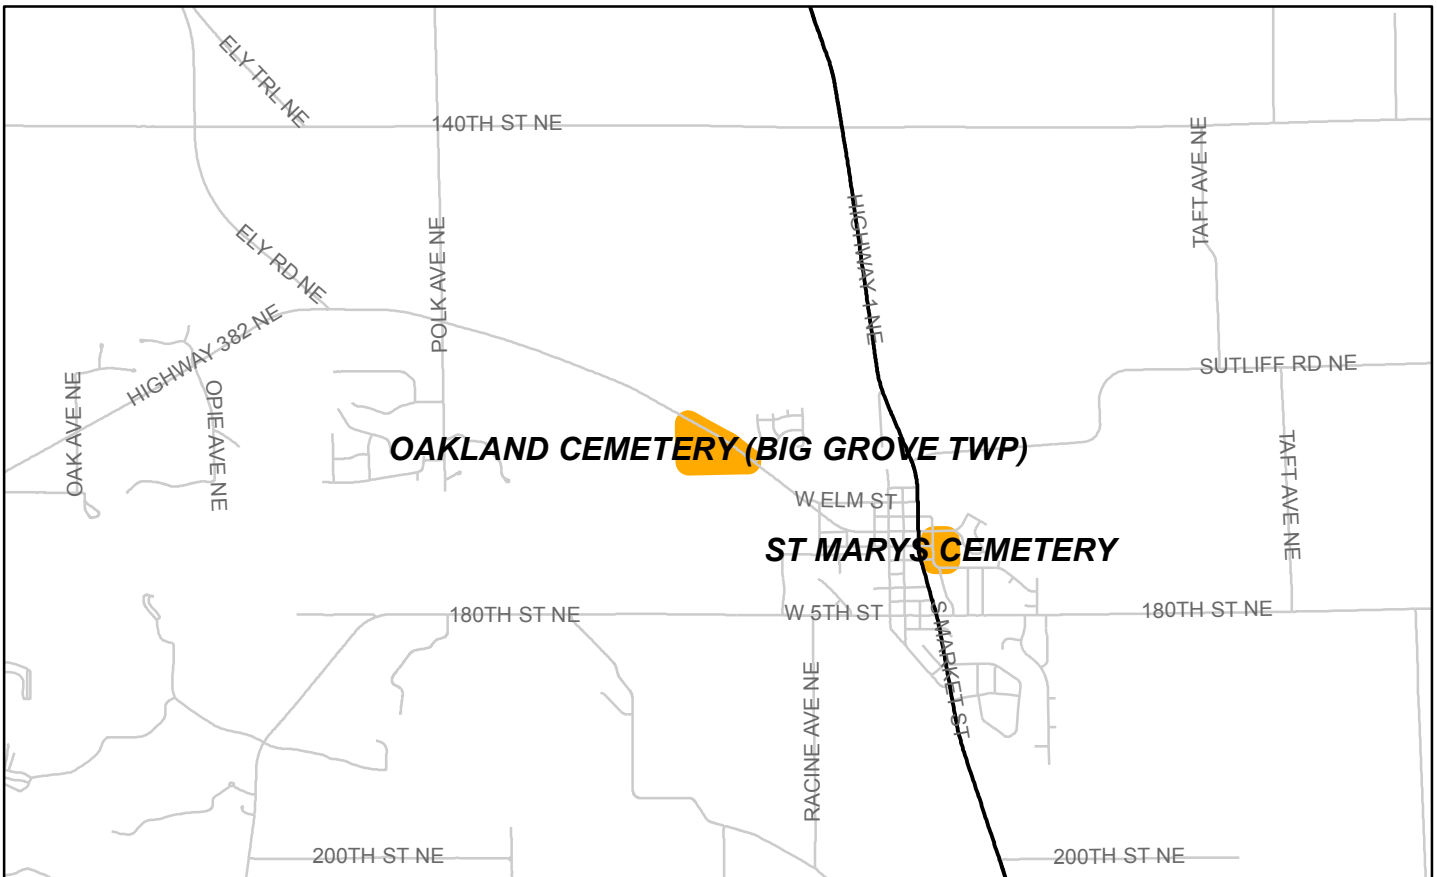 ELY TRL NE
140TH ST NE
TAFT AVE NE
HIGHWAY 1 NE
POLK AVE NE
ELY RD NE
HIGHWAY 382 NE
SUTLIFF RD NE
OAK AVE NE
OPIE AVE NE
OAKLAND CEMETERY (BIG GROVE TWP)
TAFT AVE NE
W ELM ST
ST MARYS CEMETERY
180TH ST NE
W 5TH ST
180TH ST NE
S MARKET ST
RACINE AVE NE
200TH ST NE
200TH ST NE